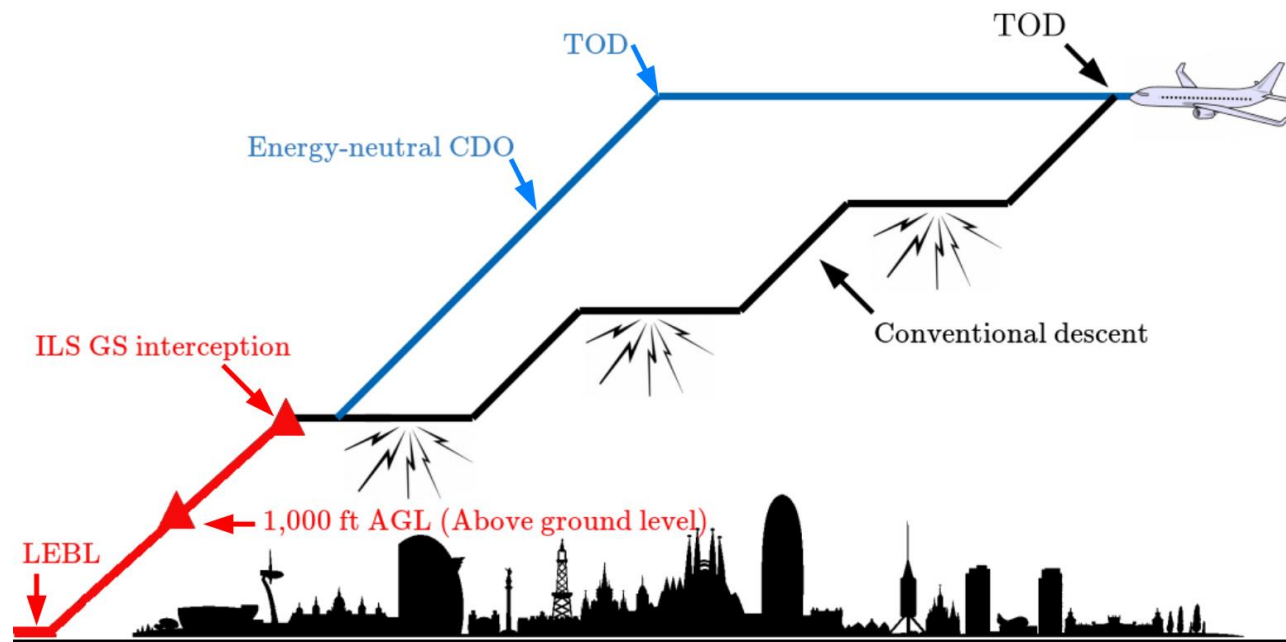 TOD
TOD
Energy-neutral CDO
Conventional descent
ILS GS interception
1,000 ft AGL (Above ground level)
LEBL